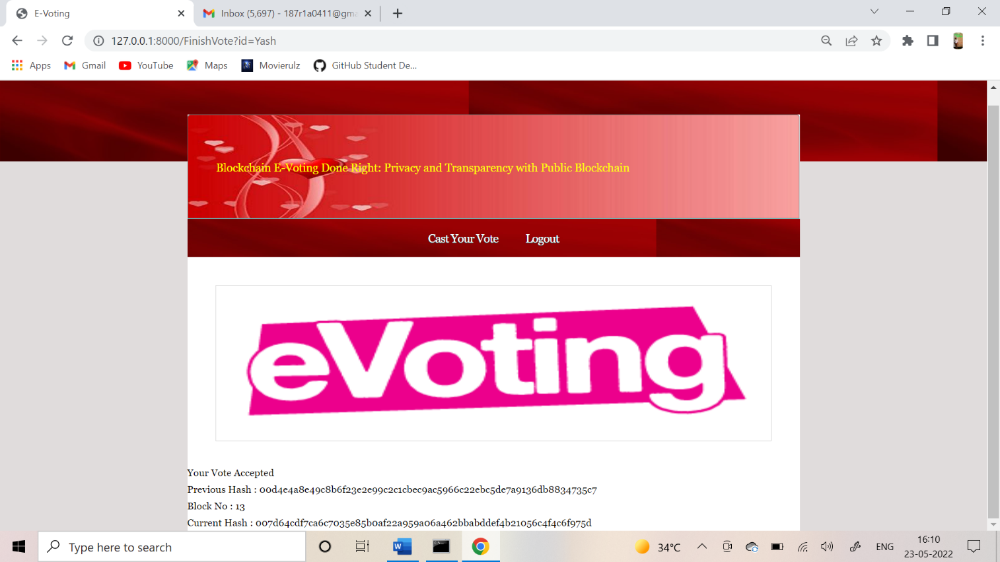 E-Voting
Inbox (5,697) - 187r1a0411@gma
127.0.0.1:8000/FinishVote?id=Yash
Apps
Gmail
YouTube
Maps
Movierulz
GitHub Student De...
Blockchain E-Voting Done Right: Privacy and Transparency with Public Blockchain
Cast Your Vote
Logout
eVoting
Your Vote Accepted
Previous Hash : 00d4e4a8e49c8b6f23e2e99c2c1cbec9ac5966c22ebc5de7a9136db8834735c7
Block No : 13
Current Hash : 007d64cdf7ca6c7035e85b0af22a959a06a462bbabddef4b21056c4f4c6f975d
Type here to search
34°C
ENG
16:10
23-05-2022